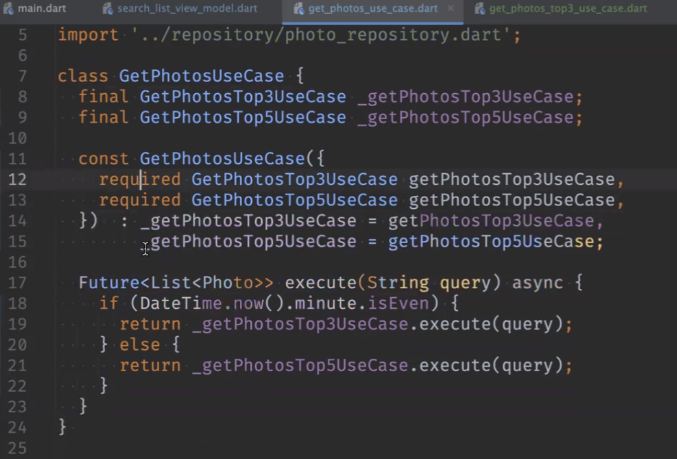 main.dart search_list_view_model.dart get_photos_use_case.dart × get_photos_top3_use_case.dart
5 import '../repository/photo_repository.dart';
6
7 class GetPhotosUseCase {
8 final GetPhotosTop3UseCase _getPhotosTop3UseCase;
9 final GetPhotosTop5UseCase _getPhotosTop5UseCase;
10
11 const GetPhotosUseCase({
12 required GetPhotosTop3UseCase getPhotosTop3UseCase,
13 required GetPhotosTop5UseCase getPhotosTop5UseCase,
14 }) : _getPhotosTop3UseCase = getPhotosTop3UseCase,
15 _getPhotosTop5UseCase = getPhotosTop5UseCase;
16
17 Future<List<Photo>> execute(String query) async {
18 if (DateTime.now().minute.isEven) {
19 return _getPhotosTop3UseCase.execute(query);
20 } else {
21 return _getPhotosTop5UseCase.execute(query);
22 }
23 }
24 }
25